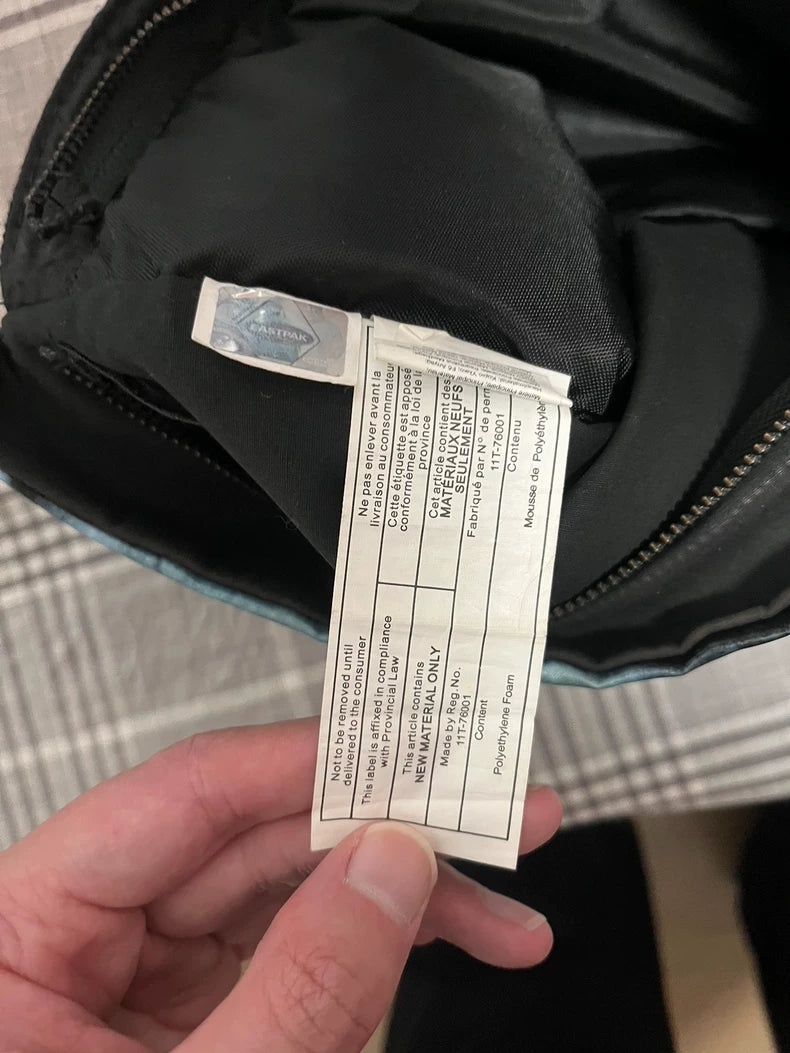 EASTPAK
Not to be removed until
delivered to the consumer
This label is affixed in compliance
with Provincial Law
This article contains
NEW MATERIAL ONLY
Made by Reg.No.
11T-76001
Content
Polyethylene Foam
Ne pas enlever avant la
livraison au consommateur
Cette étiquette est apposé
conformément à la loi de la
province
Cet article contient des
MATÉRIAUX NEUFS
SEULEMENT
Fabriqué par N° de perm
11T-76001
Contenu
Mousse de Polyéthylèn